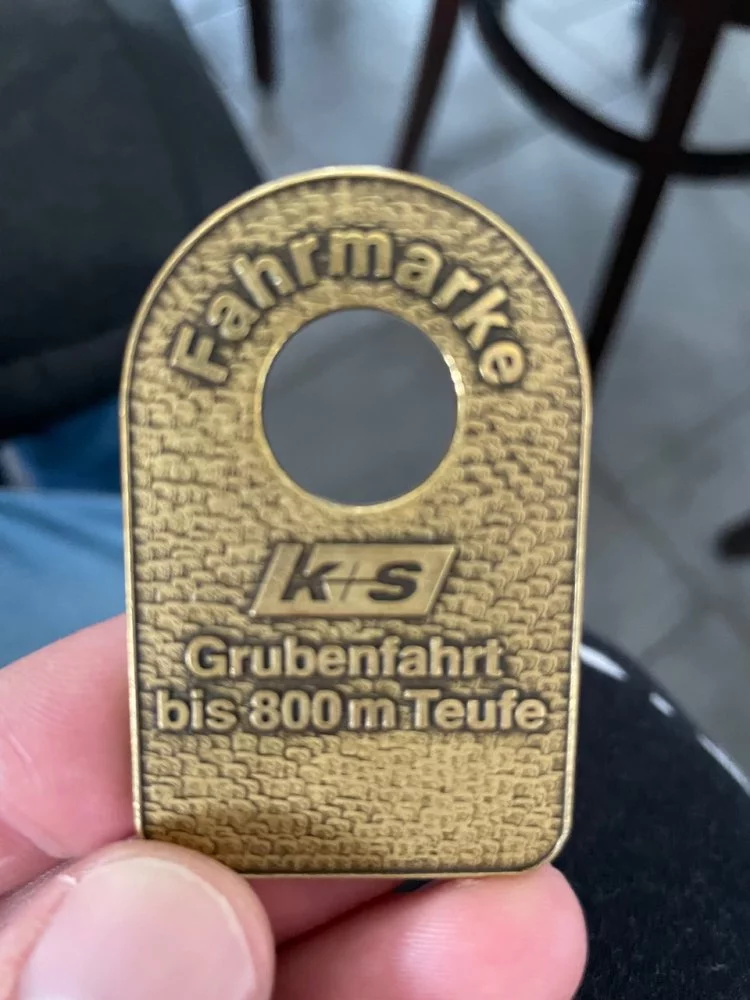 Fahrmarke
k+s
Grubenfahrt
bis 800m Teufe